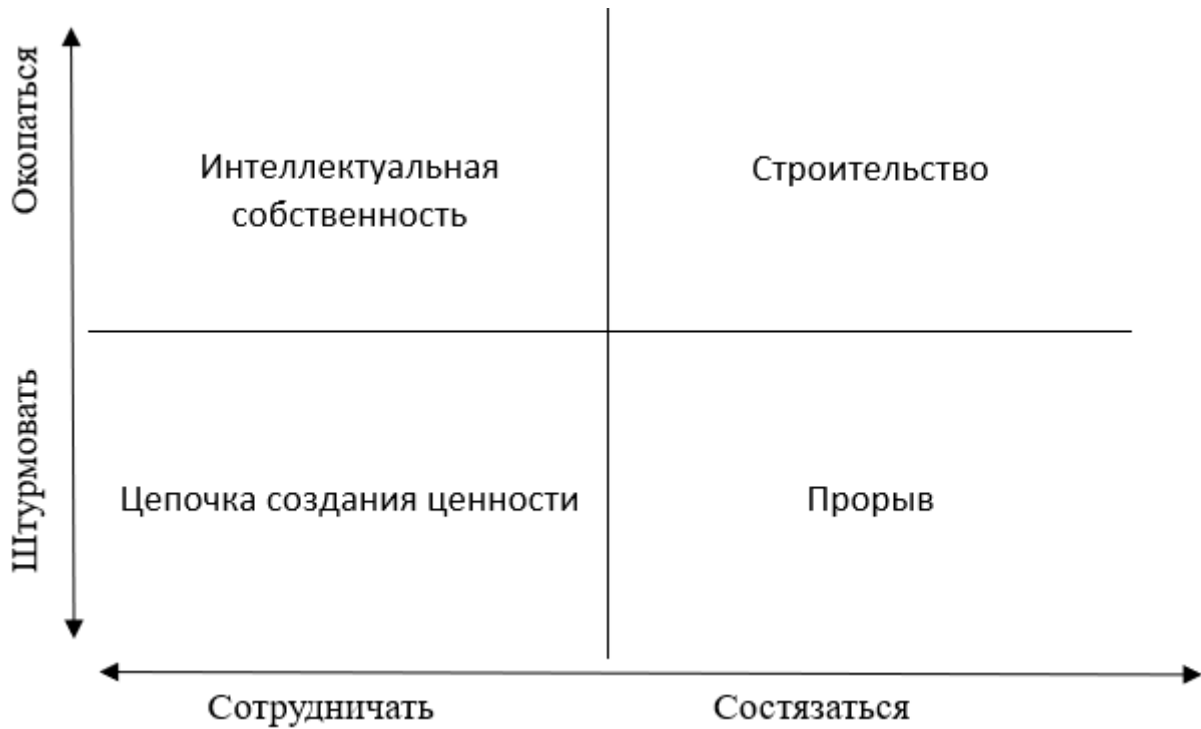 Окопаться
Интеллектуальная
собственность
Строительство
Штурмовать
Цепочка создания ценности
Прорыв
Сотрудничать
Состязаться